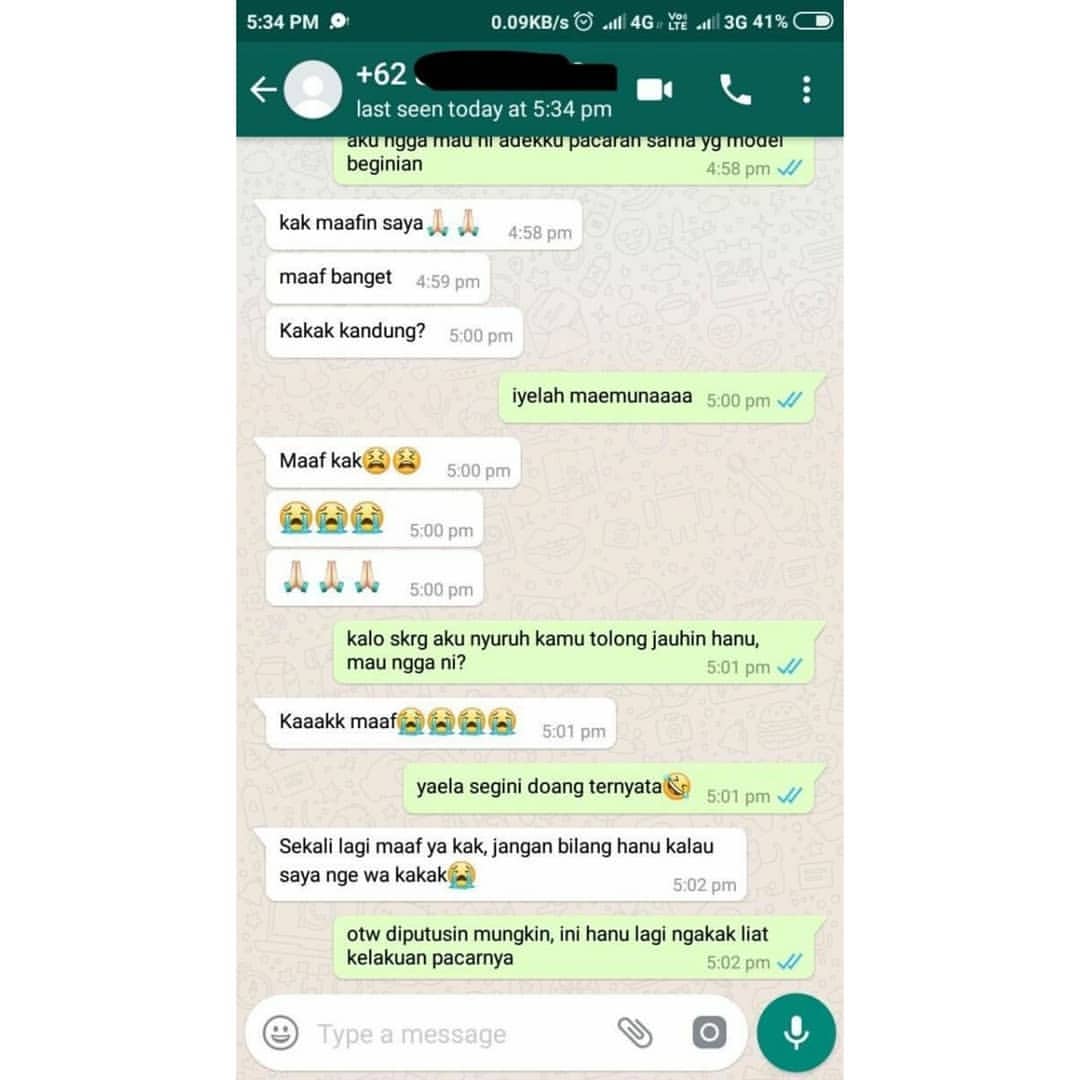 5:34 PM
0.09KB/s 4G VoLTE 3G 41%
+62
last seen today at 5:34 pm
aku ngga mau ni adekku pacaran sama yg model
beginian 4:58 pm
kak maafin saya🙏🏻🙏🏻 4:58 pm
maaf banget 4:59 pm
Kakak kandung? 5:00 pm
iyelah maemunaaaa 5:00 pm
Maaf kak😫😫 5:00 pm
😭😭😭 5:00 pm
🙏🏻🙏🏻🙏🏻 5:00 pm
kalo skrg aku nyuruh kamu tolong jauhin hanu,
mau ngga ni? 5:01 pm
Kaaakk maaf😭😭😭😭 5:01 pm
yaela segini doang ternyata🤣 5:01 pm
Sekali lagi maaf ya kak, jangan bilang hanu kalau
saya nge wa kakak😭 5:02 pm
otw diputusin mungkin, ini hanu lagi ngakak liat
kelakuan pacarnya 5:02 pm
Type a message